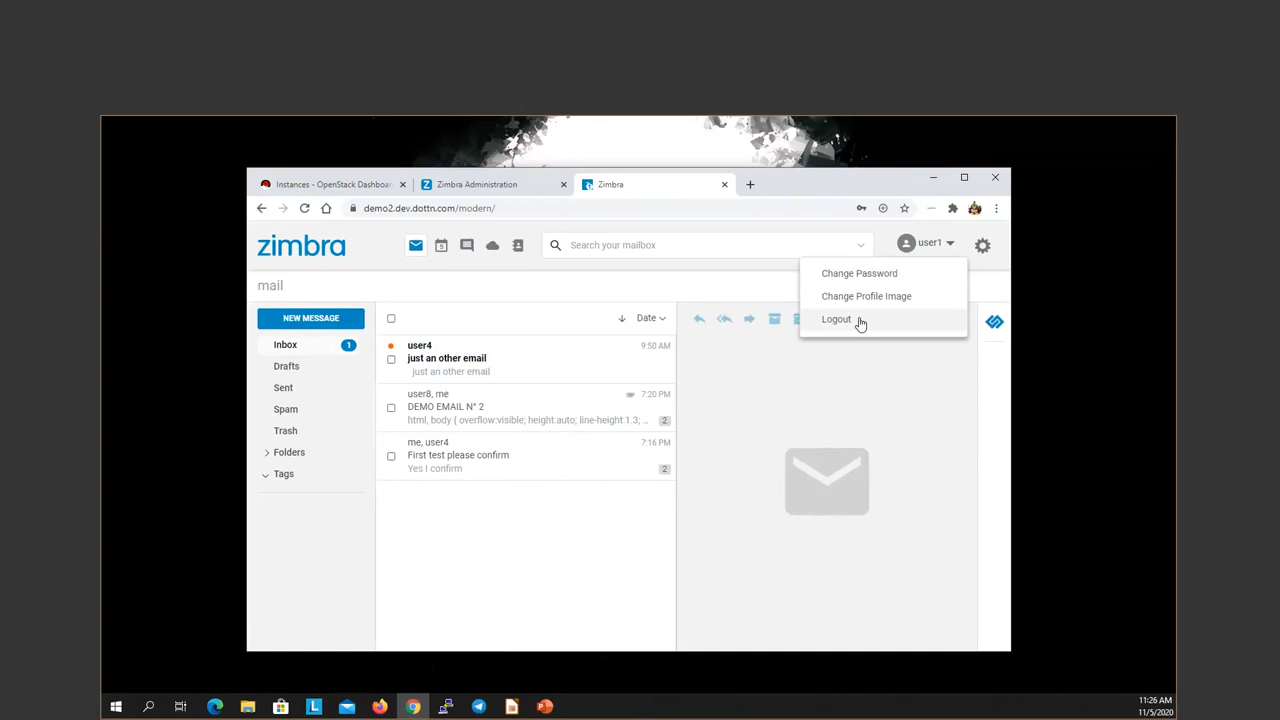 Instances - OpenStack Dashboar
Zimbra Administration
Zimbra
demo2.dev.dottn.com/modern/
zimbra
5
Search your mailbox
user1
Change Password
Change Profile Image
Logout
mail
NEW MESSAGE
Inbox
1
Drafts
Sent
Spam
Trash
Folders
Tags
Date
user4
9:50 AM
just an other email
just an other email
user8, me
7:20 PM
DEMO EMAIL N° 2
html, body { overflow:visible; height:auto; line-height:1.3; ...
2
me, user4
7:16 PM
First test please confirm
Yes I confirm
2
11:26 AM
11/5/2020